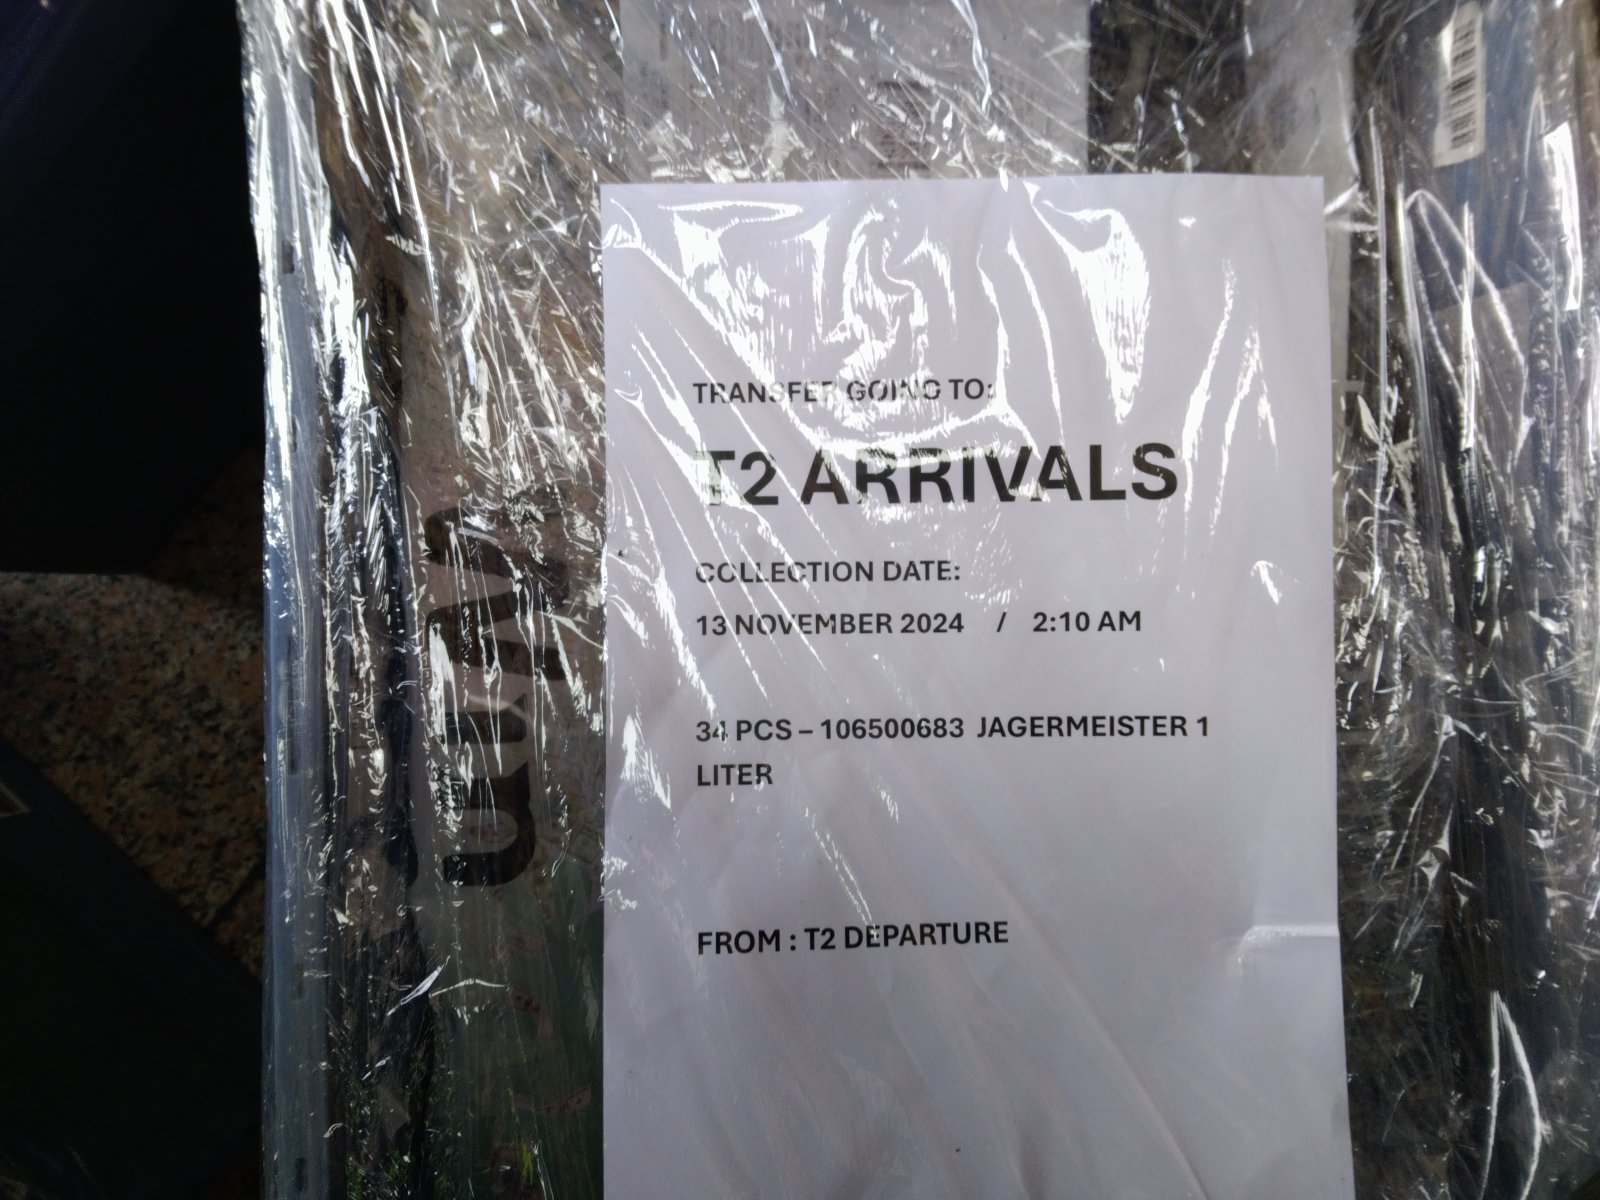 TRANSFER GOING TO:
T2 ARRIVALS
COLLECTION DATE:
13 NOVEMBER 2024 / 2:10 AM
34 PCS – 106500683 JAGERMEISTER 1
LITER
FROM : T2 DEPARTURE